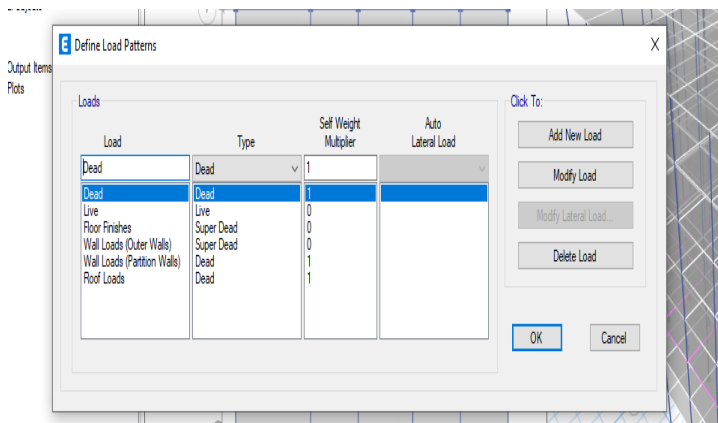 Output Items
Plots
E Define Load Patterns X
Loads
Load Type Self Weight Multiplier Auto Lateral Load
Dead Dead 1
Dead Dead 1
Live Live 0
Floor Finishes Super Dead 0
Wall Loads (Outer Walls) Super Dead 0
Wall Loads (Partition Walls) Dead 1
Roof Loads Dead 1
Click To:
Add New Load
Modify Load
Modify Lateral Load...
Delete Load
OK Cancel